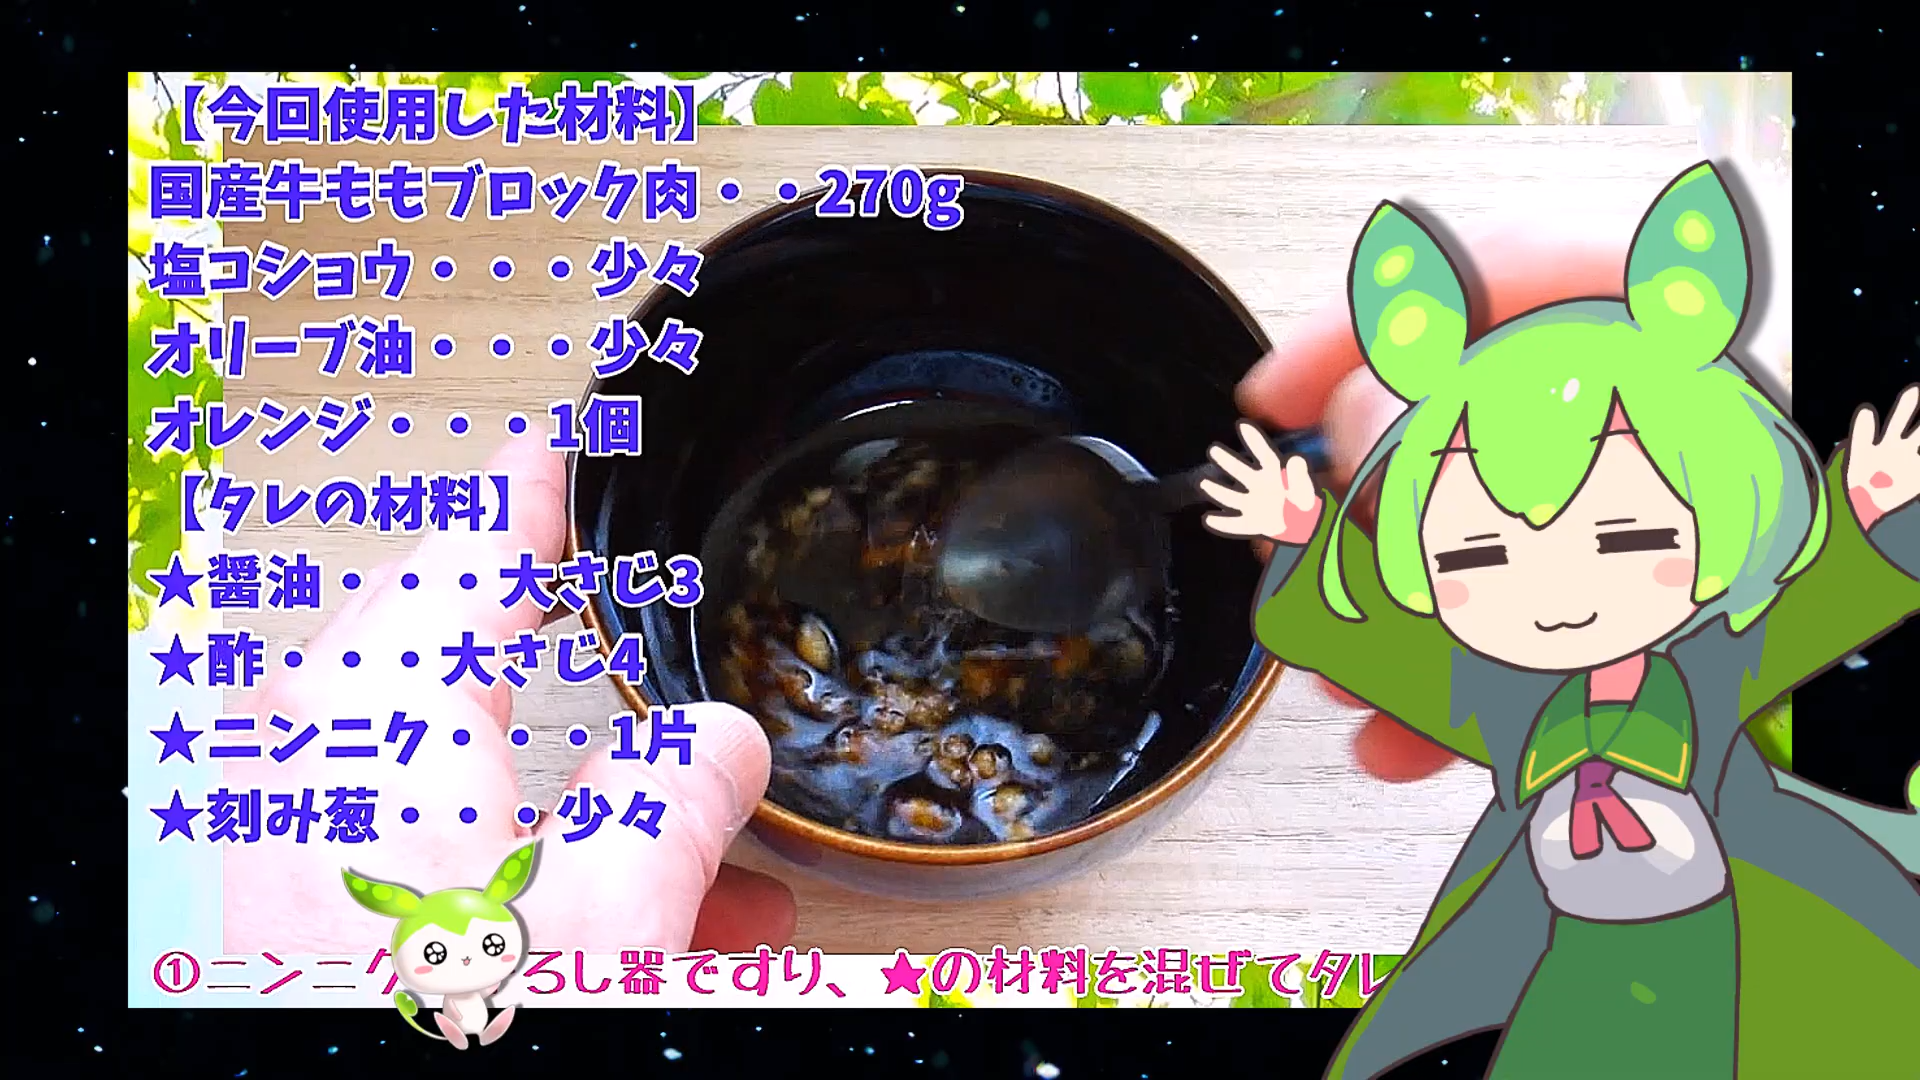 【今回使用した材料】
国産牛ももブロック肉・・270g
塩コショウ・・・少々
オリーブ油・・・少々
オレンジ・・・1個
【タレの材料】
★醤油・・・大さじ3
★酢・・・大さじ4
★ニンニク・・・1片
★刻み葱・・・少々
①ニンニク ろし器ですり、★の材料を混ぜてタレ